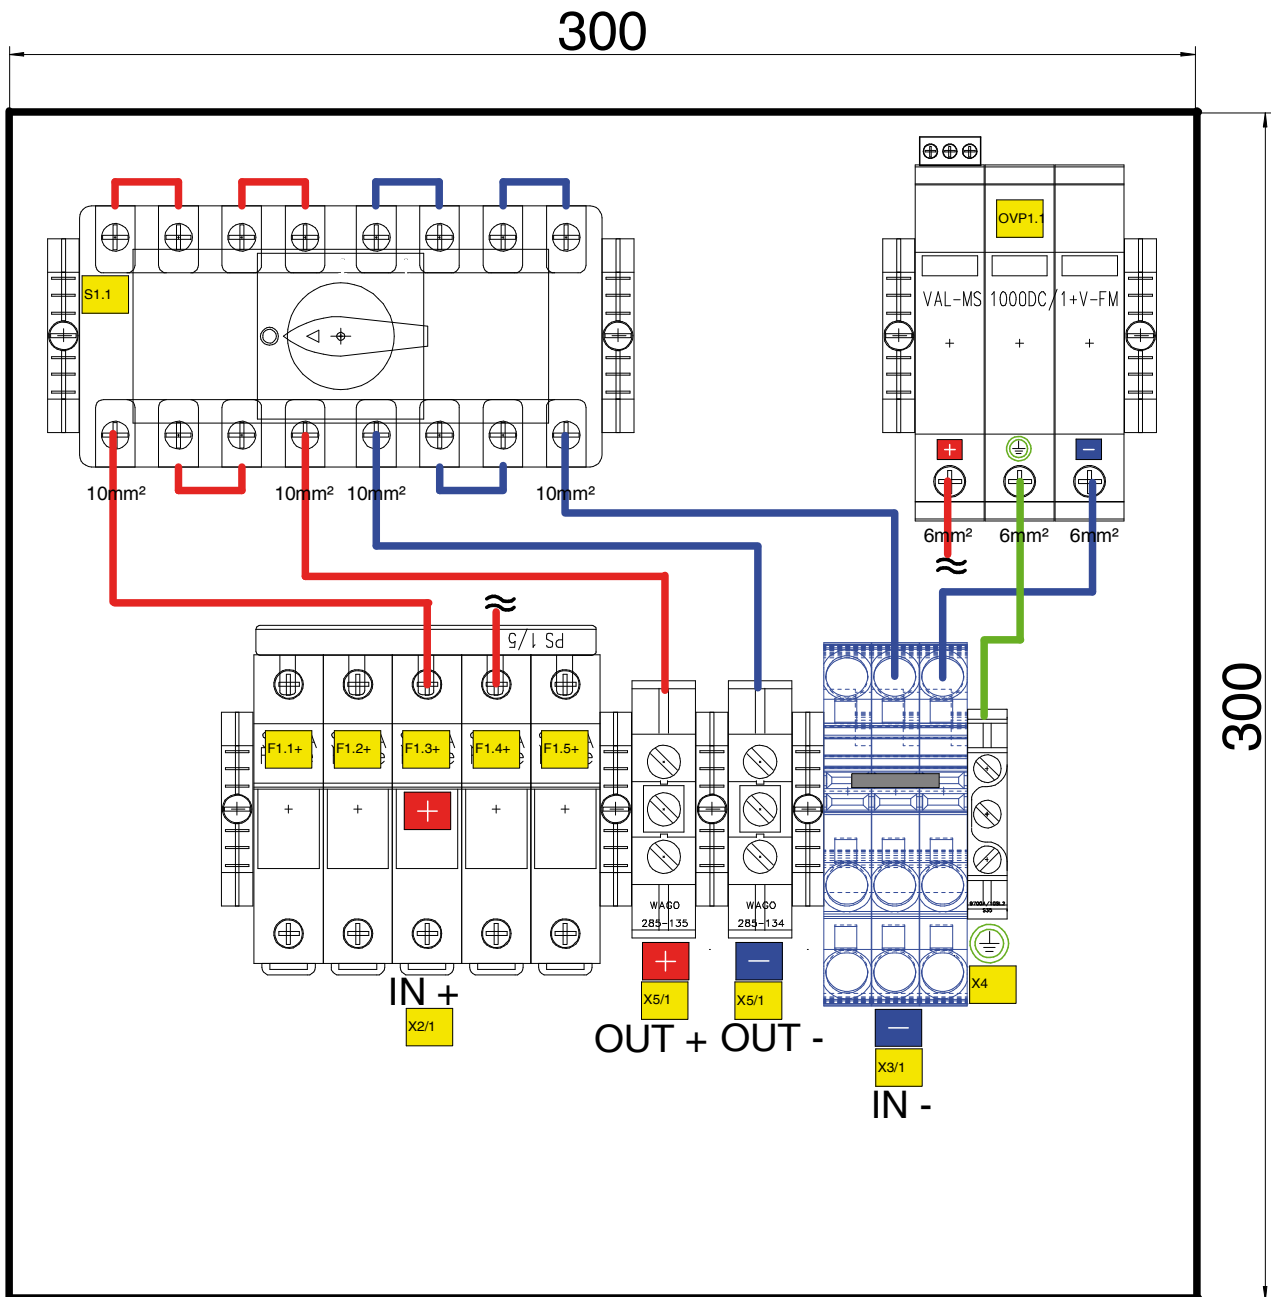 300
300
OVP1.1
S1.1
VAL-MS 1000DC/1+V-FM
+ -
10mm² 10mm² 10mm² 10mm²
6mm² 6mm² 6mm²
PS 1/5
F1.1+ F1.2+ F1.3+ F1.4+ F1.5+
+
WAGO
285-135
WAGO
285-134
+ -
IN +
X2/1
X5/1 X5/1
X4
OUT + OUT -
-
X3/1
IN -